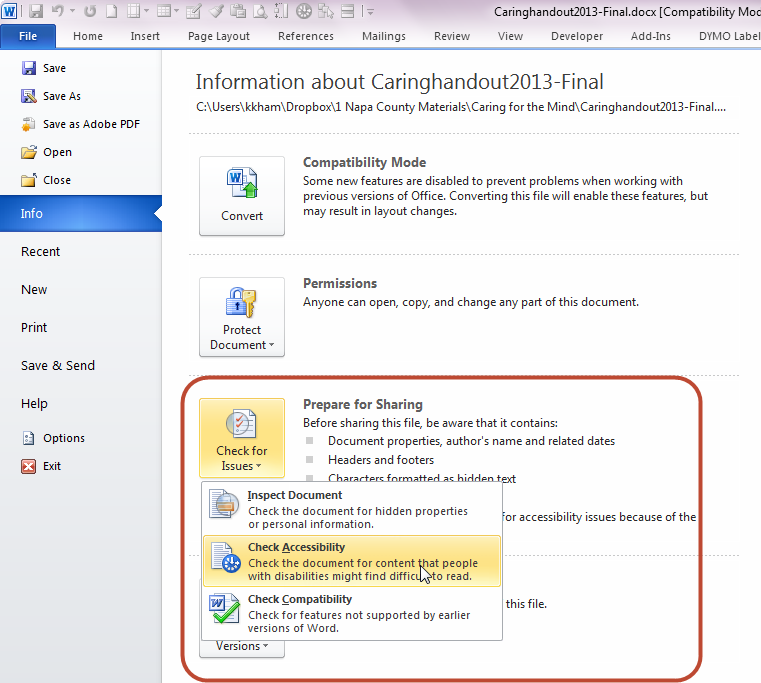 Caringhandout2013-Final.docx [Compatibility Mod
File Home Insert Page Layout References Mailings Review View Developer Add-Ins DYMO Label
Save
Save As
Save as Adobe PDF
Open
Close
Info
Recent
New
Print
Save & Send
Help
Options
Exit
Information about Caringhandout2013-Final
C:\Users\kkham\Dropbox\1 Napa County Materials\Caring for the Mind\Caringhandout2013-Final....
Convert
Compatibility Mode
Some new features are disabled to prevent problems when working with
previous versions of Office. Converting this file will enable these features, but
may result in layout changes.
Protect
Document
Permissions
Anyone can open, copy, and change any part of this document.
Check for
Issues
Prepare for Sharing
Before sharing this file, be aware that it contains:
Document properties, author's name and related dates
Headers and footers
Characters formatted as hidden text
for accessibility issues because of the
Inspect Document
Check the document for hidden properties
or personal information.
Check Accessibility
Check the document for content that people
with disabilities might find difficult to read.
Check Compatibility
Check for features not supported by earlier
versions of Word.
this file.
Versions